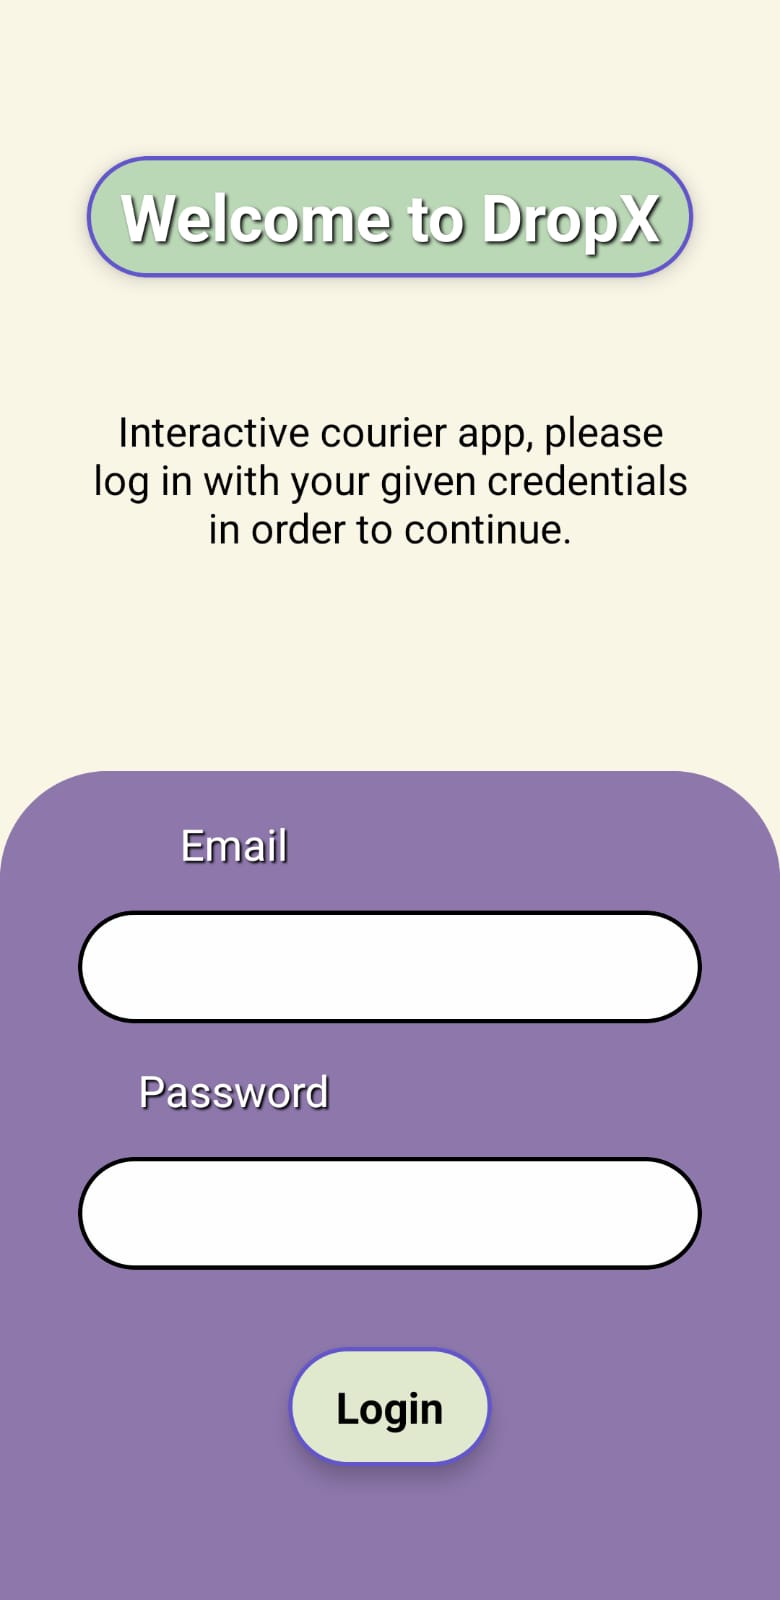 Welcome to DropX
Interactive courier app, please
log in with your given credentials
in order to continue.
Email
Password
Login